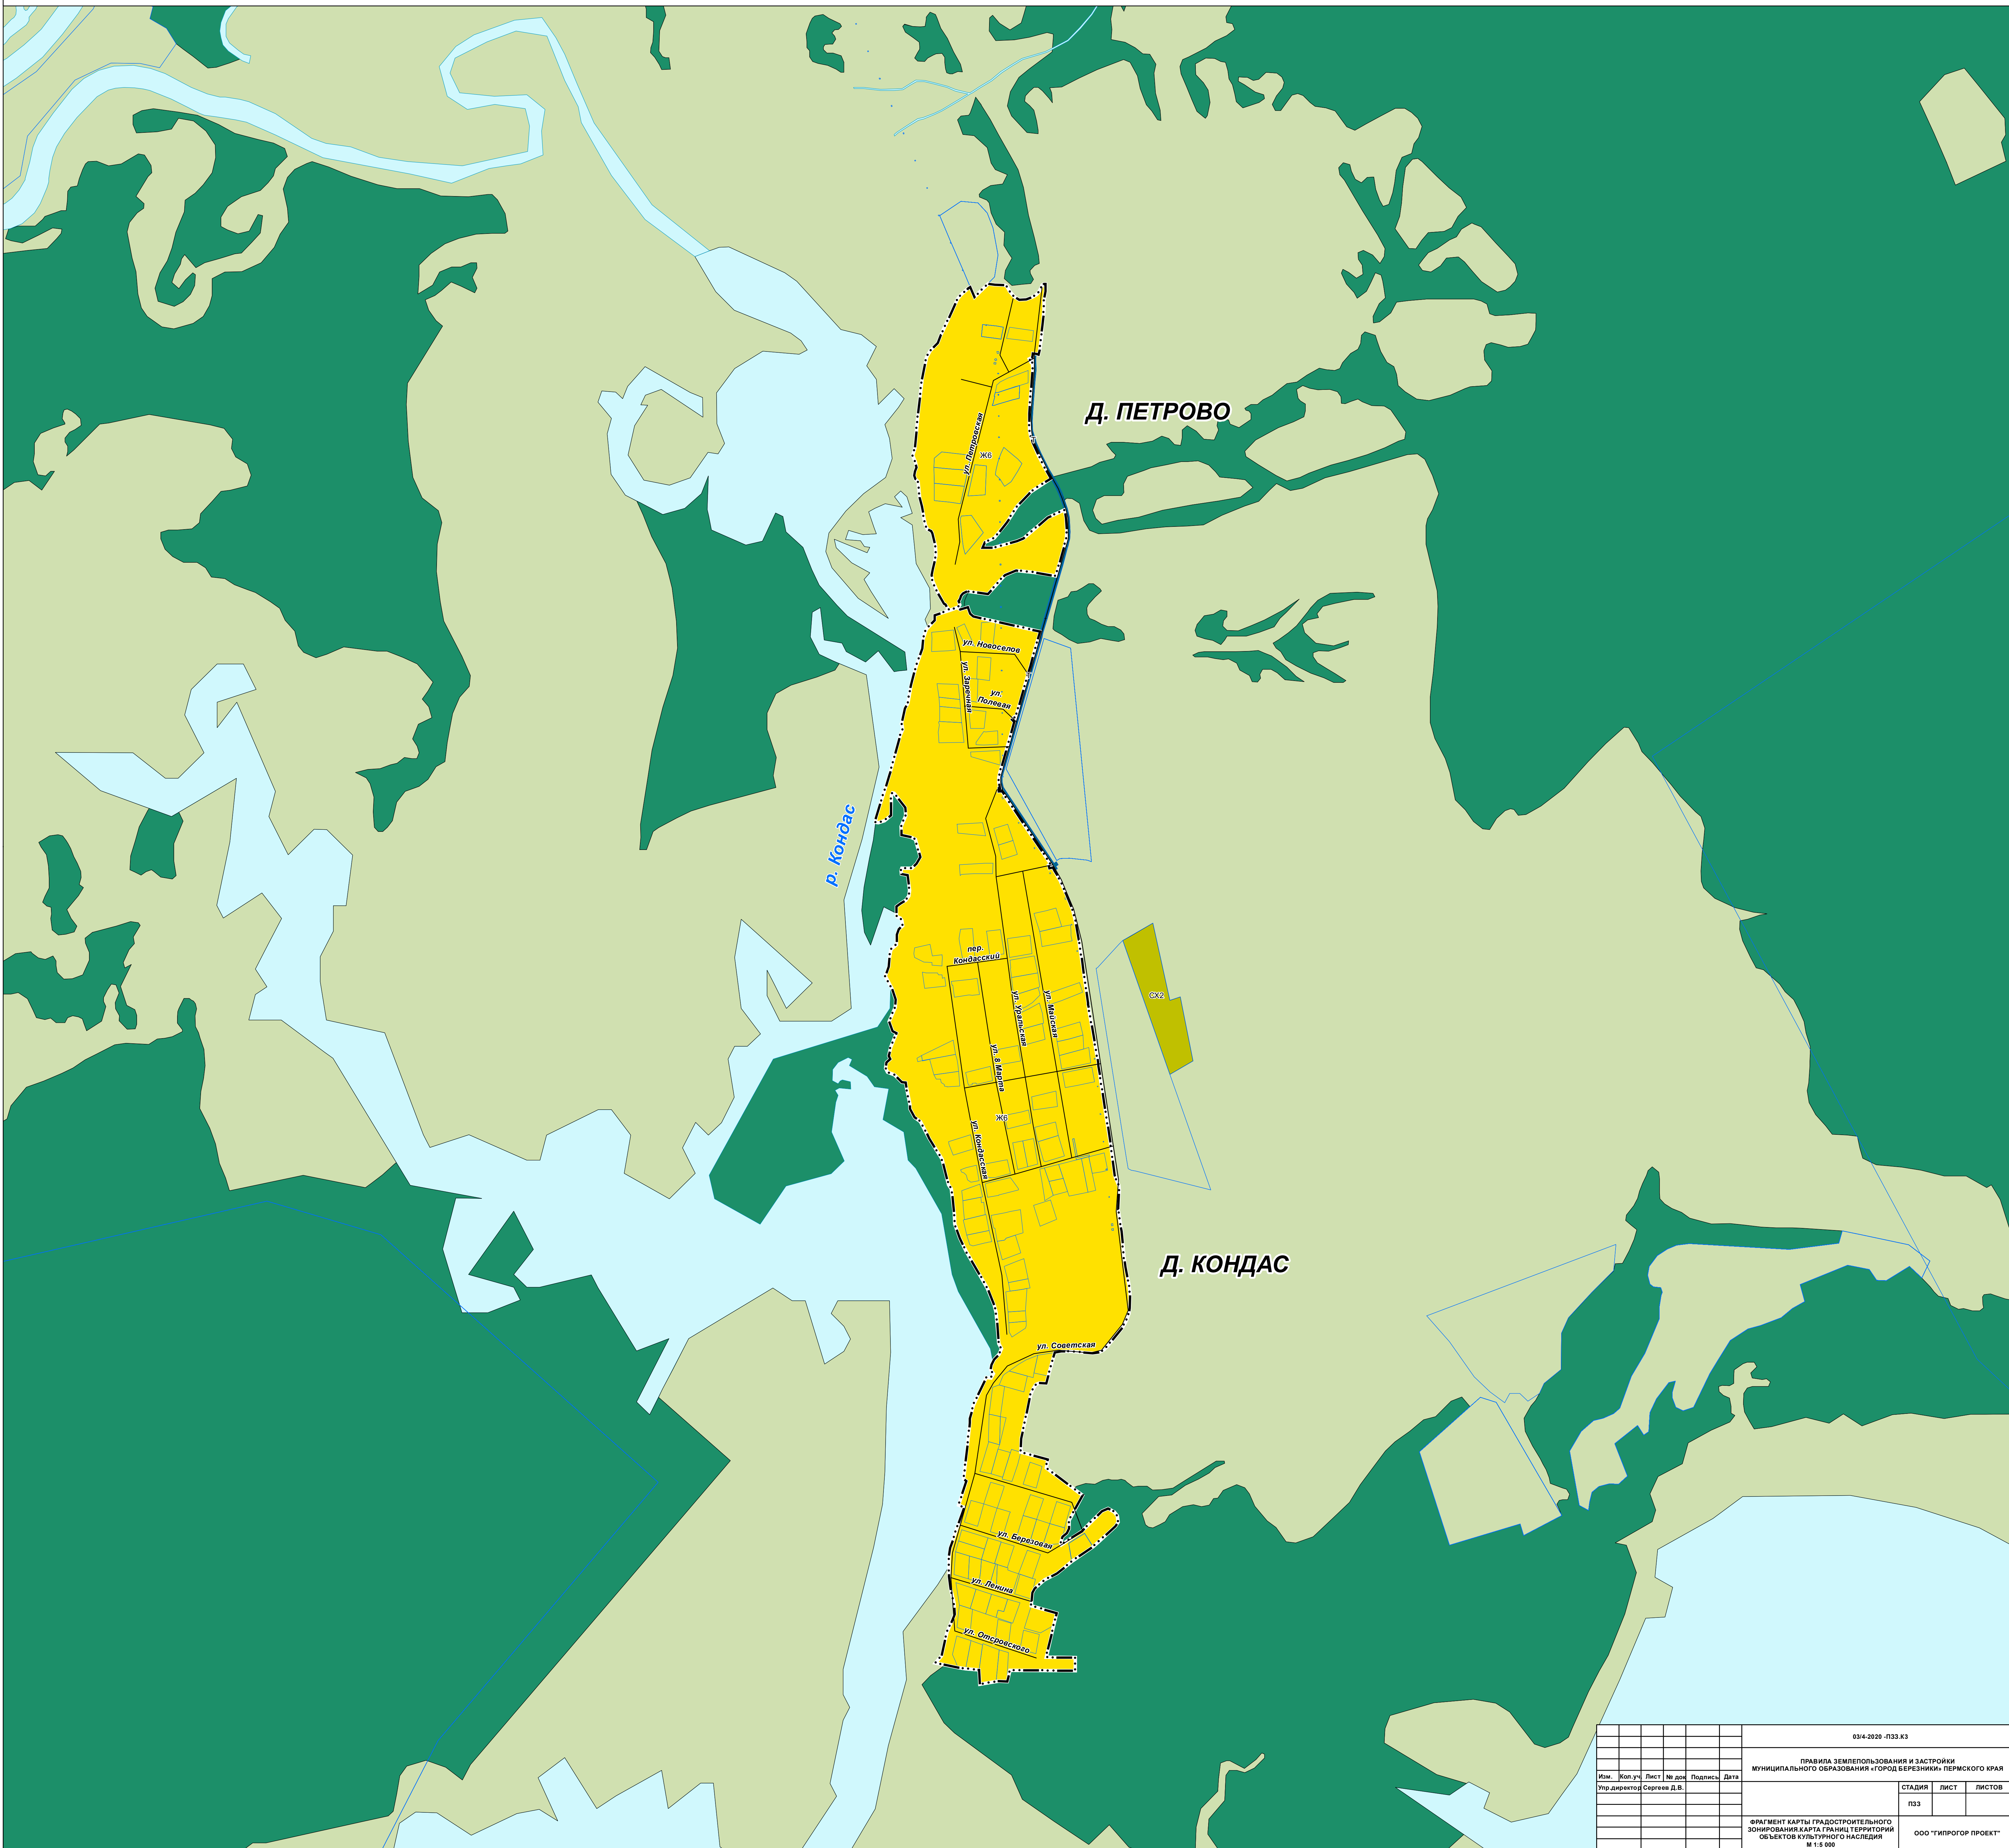 Д. ПЕТРОВО
ул. Петровская
Ж6
ул. Новоселов
ул. Заречная
ул.
Полевая
р. Кондас
пер.
Кондасский
СХ2
ул. Уральская
ул. Майская
ул. 8 Марта
Ж6
ул. Кондасская
Д. КОНДАС
ул. Советская
ул. Березовая
ул. Ленина
ул. Отсровского
03/4-2020 -ПЗЗ.К3
ПРАВИЛА ЗЕМЛЕПОЛЬЗОВАНИЯ И ЗАСТРОЙКИ
МУНИЦИПАЛЬНОГО ОБРАЗОВАНИЯ «ГОРОД БЕРЕЗНИКИ» ПЕРМСКОГО КРАЯ
Изм. Кол.уч Лист № док Подпись Дата
Упр.директор Сергеев Д.В.
СТАДИЯ ЛИСТ ЛИСТОВ
ПЗЗ
ФРАГМЕНТ КАРТЫ ГРАДОСТРОИТЕЛЬНОГО
ЗОНИРОВАНИЯ.КАРТА ГРАНИЦ ТЕРРИТОРИЙ
ОБЪЕКТОВ КУЛЬТУРНОГО НАСЛЕДИЯ
М 1:5 000
ООО "ГИПРОГОР ПРОЕКТ"